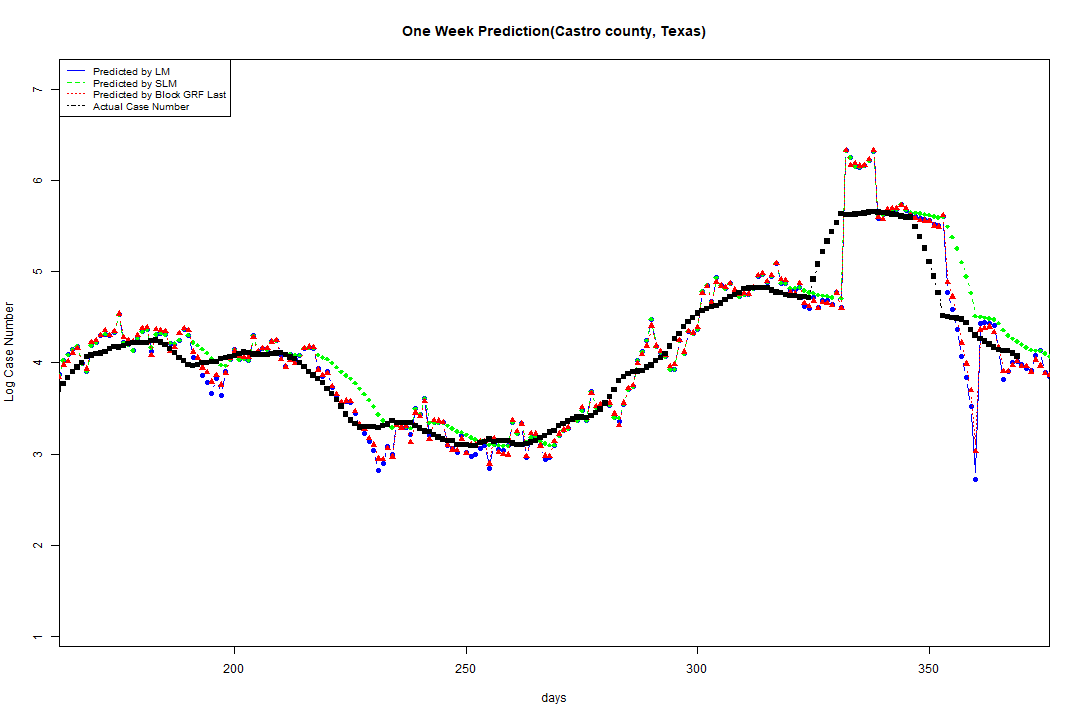 One Week Prediction(Castro county, Texas)
Predicted by LM
Predicted by SLM
Predicted by Block GRF Last
Actual Case Number
7
6
5
4
3
2
1
Log Case Number
200 250 300 350
days